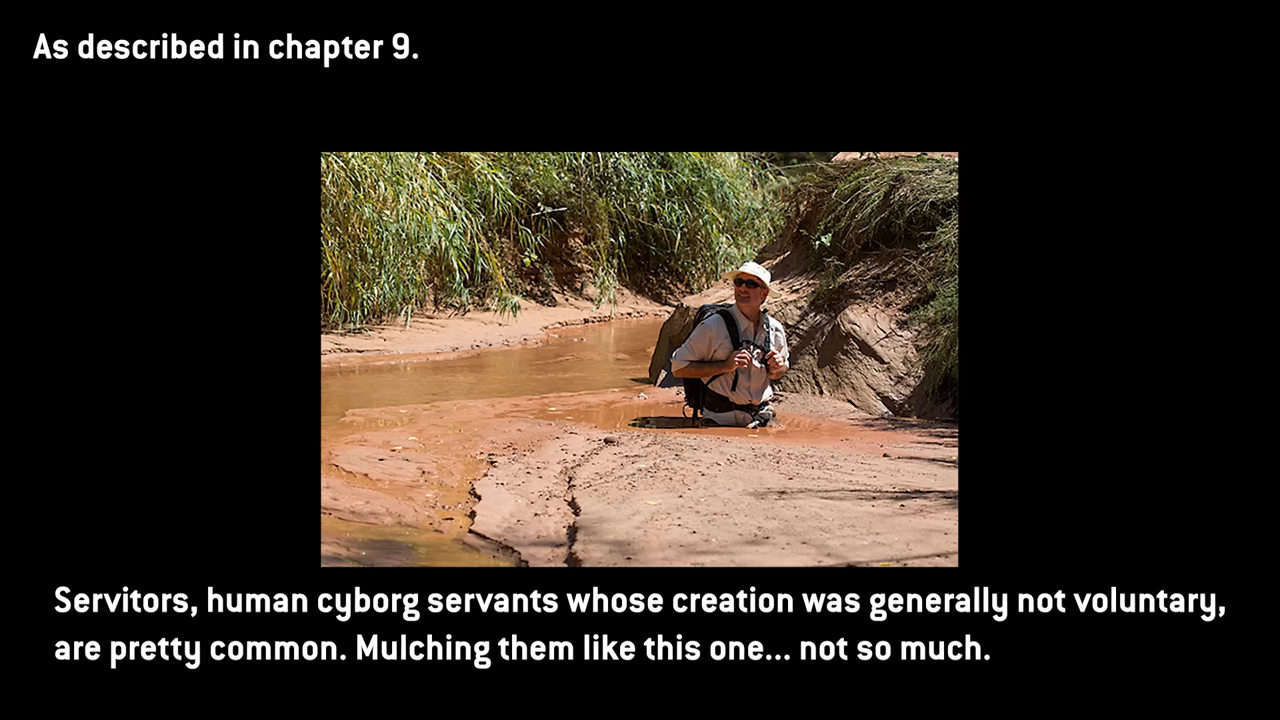 As described in chapter 9.
Servitors, human cyborg servants whose creation was generally not voluntary,
are pretty common. Mulching them like this one... not so much.